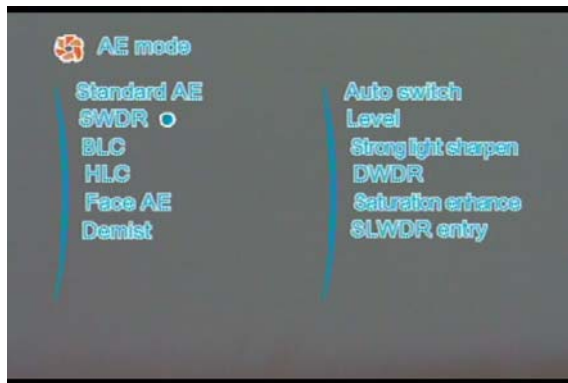 AE mode
Standard AE
SWDR
BLC
HLC
Face AE
Demist
Auto switch
Level
Strong light sharpen
DWDR
Saturation enhance
SLWDR entry